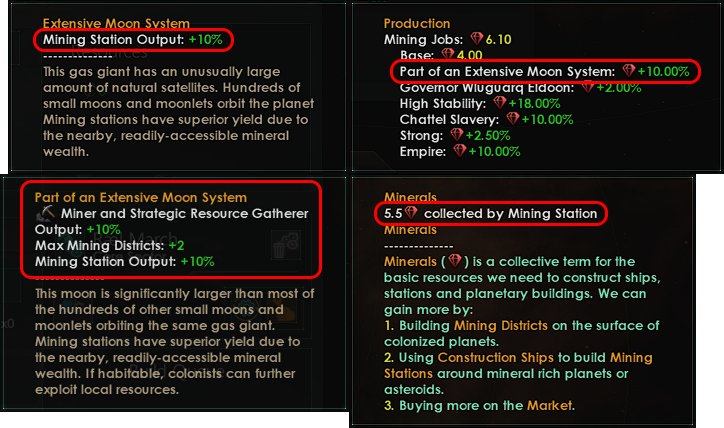 Extensive Moon System
Mining Station Output: +10%
--------------
This gas giant has an unusually large
amount of natural satellites. Hundreds of
small moons and moonlets orbit the planet
Mining stations have superior yield due to
the nearby, readily-accessible mineral
wealth.
Production
Mining Jobs: 6.10
Base: 4.00
Part of an Extensive Moon System: +10.00%
Governor Wluguarq Eldoon: +2.00%
High Stability: +18.00%
Chattel Slavery: +10.00%
Strong: +2.50%
Empire: +10.00%
Part of an Extensive Moon System
Miner and Strategic Resource Gatherer
Output: +10%
Max Mining Districts: +2
Mining Station Output: +10%
--------------
This moon is significantly larger than most of
the hundreds of other small moons and
moonlets orbiting the same gas giant.
Mining stations have superior yield due to
the nearby, readily-accessible mineral
wealth. If habitable, colonists can further
exploit local resources.
Minerals
5.5 collected by Mining Station
Minerals
--------------
Minerals ( ) is a collective term for the
basic resources we need to construct ships,
stations and planetary buildings. We can
gain more by:
1. Building Mining Districts on the surface of
colonized planets.
2. Using Construction Ships to build Mining
Stations around mineral rich planets or
asteroids.
3. Buying more on the Market.